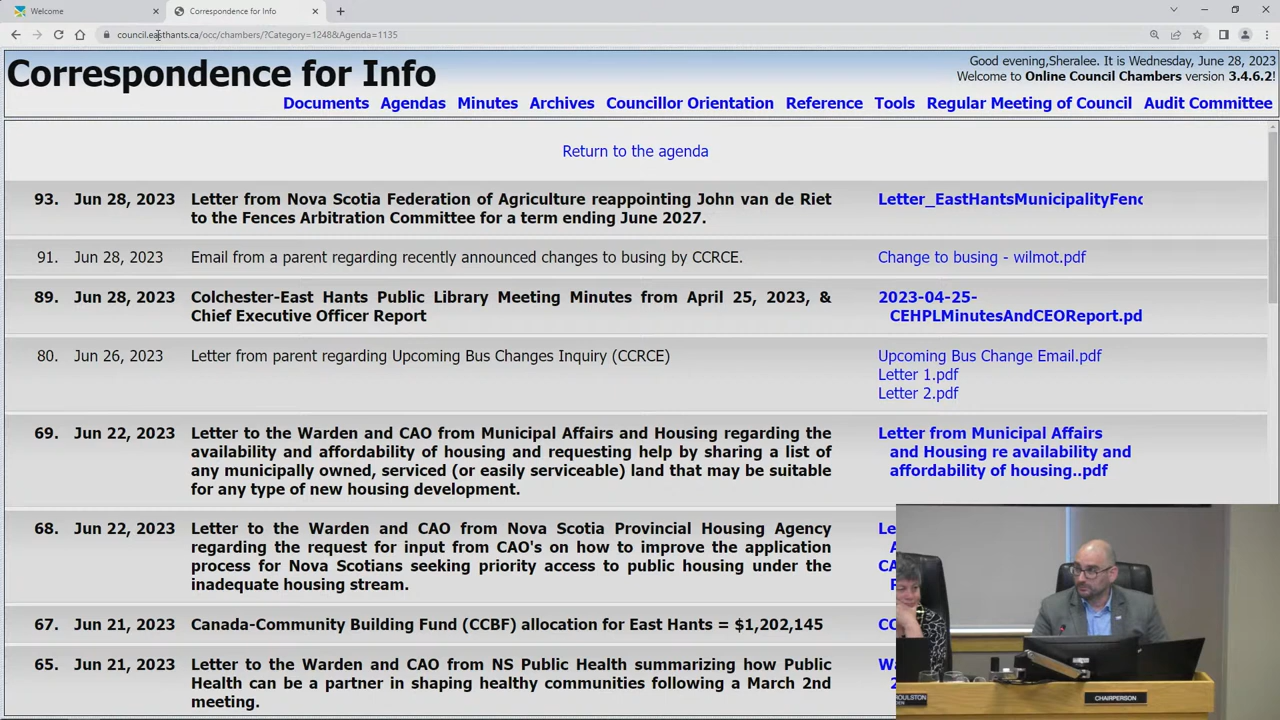 Welcome
Correspondence for Info
council.easthants.ca/occ/chambers/?Category=1248&Agenda=1135
Correspondence for Info
Good evening,Sheralee. It is Wednesday, June 28, 2023
Welcome to Online Council Chambers version 3.4.6.2!
Documents Agendas Minutes Archives Councillor Orientation Reference Tools Regular Meeting of Council Audit Committee
Return to the agenda
93. Jun 28, 2023 Letter from Nova Scotia Federation of Agriculture reappointing John van de Riet Letter_EastHantsMunicipalityFenc
to the Fences Arbitration Committee for a term ending June 2027.
91. Jun 28, 2023 Email from a parent regarding recently announced changes to busing by CCRCE. Change to busing - wilmot.pdf
89. Jun 28, 2023 Colchester-East Hants Public Library Meeting Minutes from April 25, 2023, & 2023-04-25-
Chief Executive Officer Report CEHPLMinutesAndCEOReport.pd
80. Jun 26, 2023 Letter from parent regarding Upcoming Bus Changes Inquiry (CCRCE) Upcoming Bus Change Email.pdf
Letter 1.pdf
Letter 2.pdf
69. Jun 22, 2023 Letter to the Warden and CAO from Municipal Affairs and Housing regarding the Letter from Municipal Affairs
availability and affordability of housing and requesting help by sharing a list of and Housing re availability and
any municipally owned, serviced (or easily serviceable) land that may be suitable affordability of housing..pdf
for any type of new housing development.
68. Jun 22, 2023 Letter to the Warden and CAO from Nova Scotia Provincial Housing Agency Le
regarding the request for input from CAO's on how to improve the application A
process for Nova Scotians seeking priority access to public housing under the CA
inadequate housing stream.
67. Jun 21, 2023 Canada-Community Building Fund (CCBF) allocation for East Hants = $1,202,145 CC
65. Jun 21, 2023 Letter to the Warden and CAO from NS Public Health summarizing how Public
Health can be a partner in shaping healthy communities following a March 2nd
meeting.
CHAIRPERSON